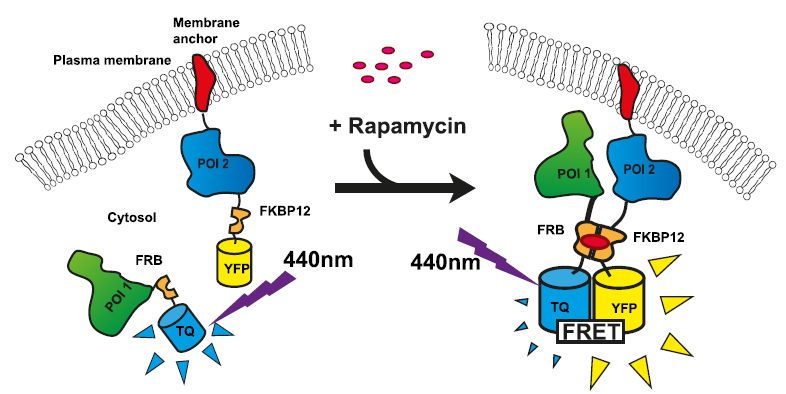 Membrane
anchor
Plasma membrane
POI 2
FKBP12
Cytosol
YFP
FRB
POI 1
TQ
440nm
+ Rapamycin
POI 1
POI 2
FRB
FKBP12
440nm
TQ
YFP
FRET